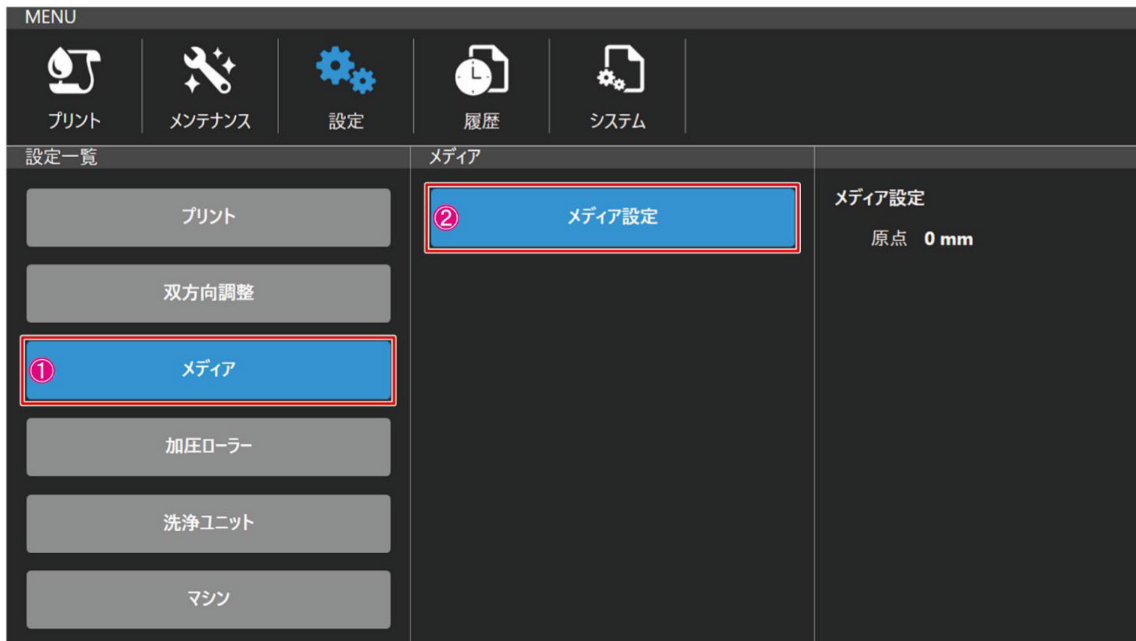 MENU
プリント
メンテナンス
設定
履歴
システム
設定一覧
プリント
双方向調整
① メディア
加圧ローラー
洗浄ユニット
マシン
メディア
② メディア設定
メディア設定
原点 0 mm